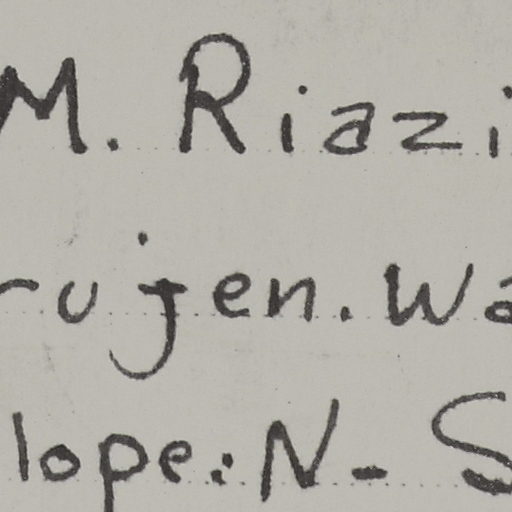 M. Riazi
rujen. Wa
lope: N - S